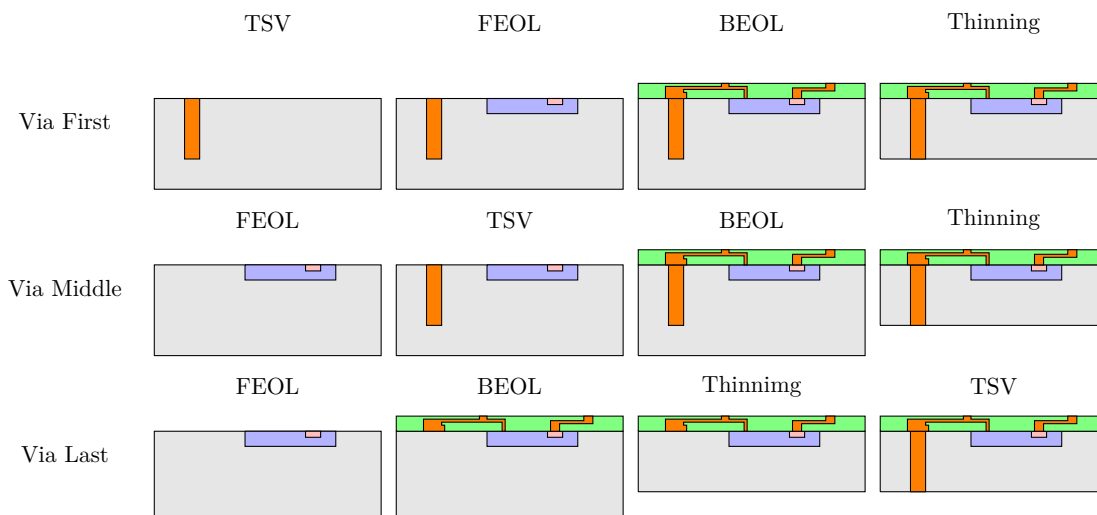 TSV FEOL BEOL Thinning
Via First
FEOL TSV BEOL Thinning
Via Middle
FEOL BEOL Thinnimg TSV
Via Last